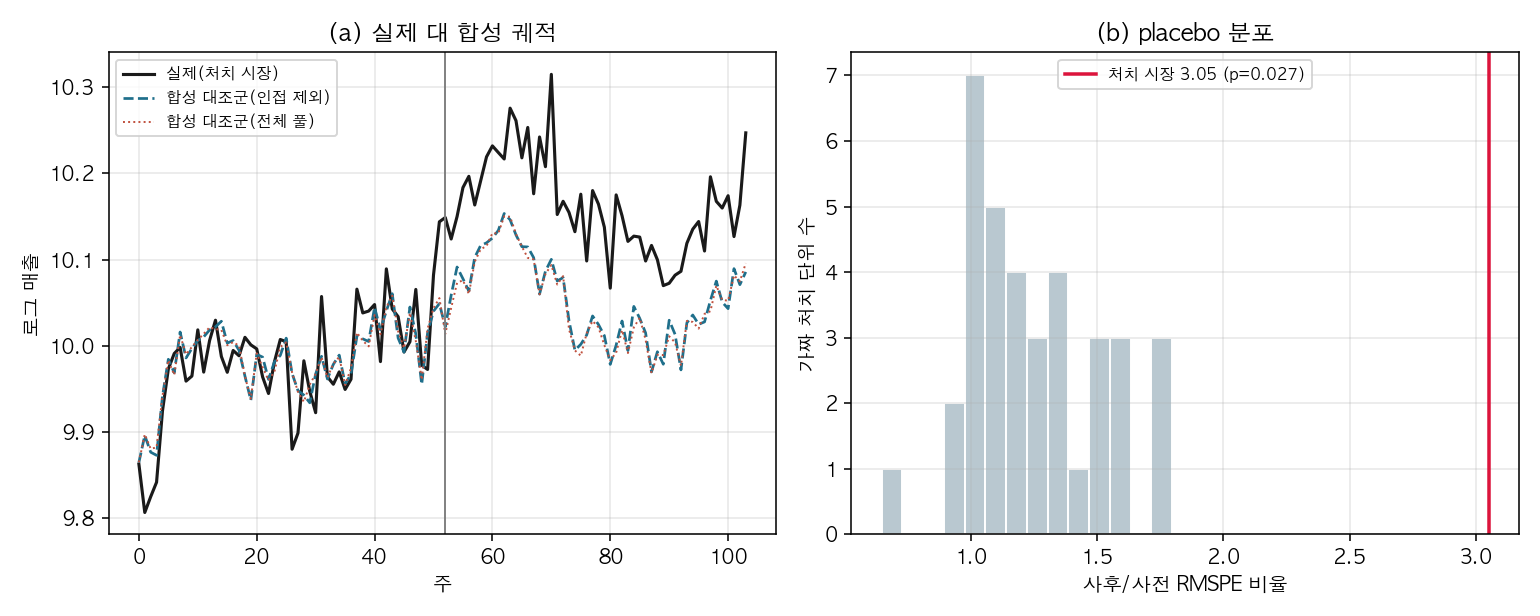 (a) 실제 대 합성 궤적
실제(처치 시장)
합성 대조군(인접 제외)
합성 대조군(전체 풀)
로그 매출
10.3
10.2
10.1
10.0
9.9
9.8
0 20 40 60 80 100
주
(b) placebo 분포
처치 시장 3.05 (p=0.027)
가짜 처치 단위 수
7
6
5
4
3
2
1
0
1.0 1.5 2.0 2.5 3.0
사후/사전 RMSPE 비율